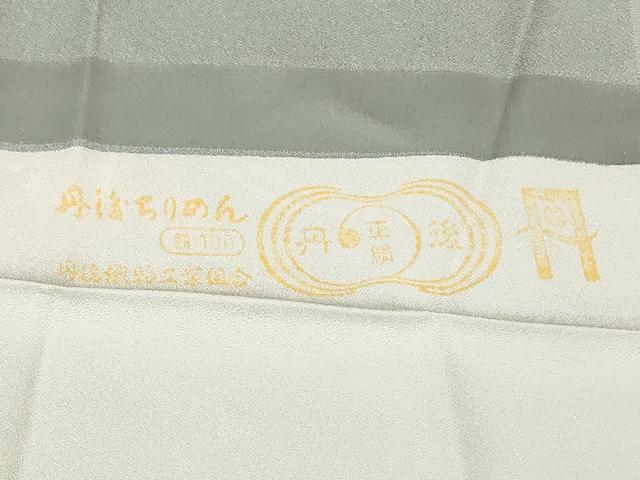 丹後ちりめん
絹100
丹後織物工業組合
丹 正絹 後